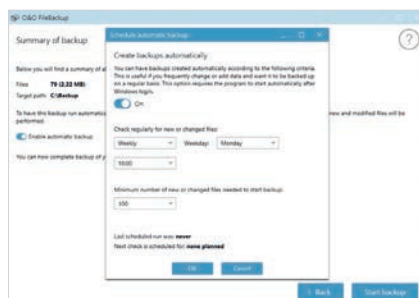 O&O FileBackup
Summary of backup
Below you will find a summary of al
Files 79 (2,22 MB)
Target path C:\Backup
To have this backup run automatic
performed.
Enable automatic backup
You can now complete backup of y
Schedule automatic backup
Create backups automatically
You can have backups created automatically according to the following criteria.
This is useful if you frequently change or add data and want it to be backed up
on a regular basis. This option requires the program to start automatically after
Windows login.
On
Check regularly for new or changed files:
Weekly Weekday: Monday
Minimum number of new or changed files needed to start backup:
Last scheduled run was: never
Next check is scheduled for: none planned
OK Cancel
new and modified files will be
< Back Start backup